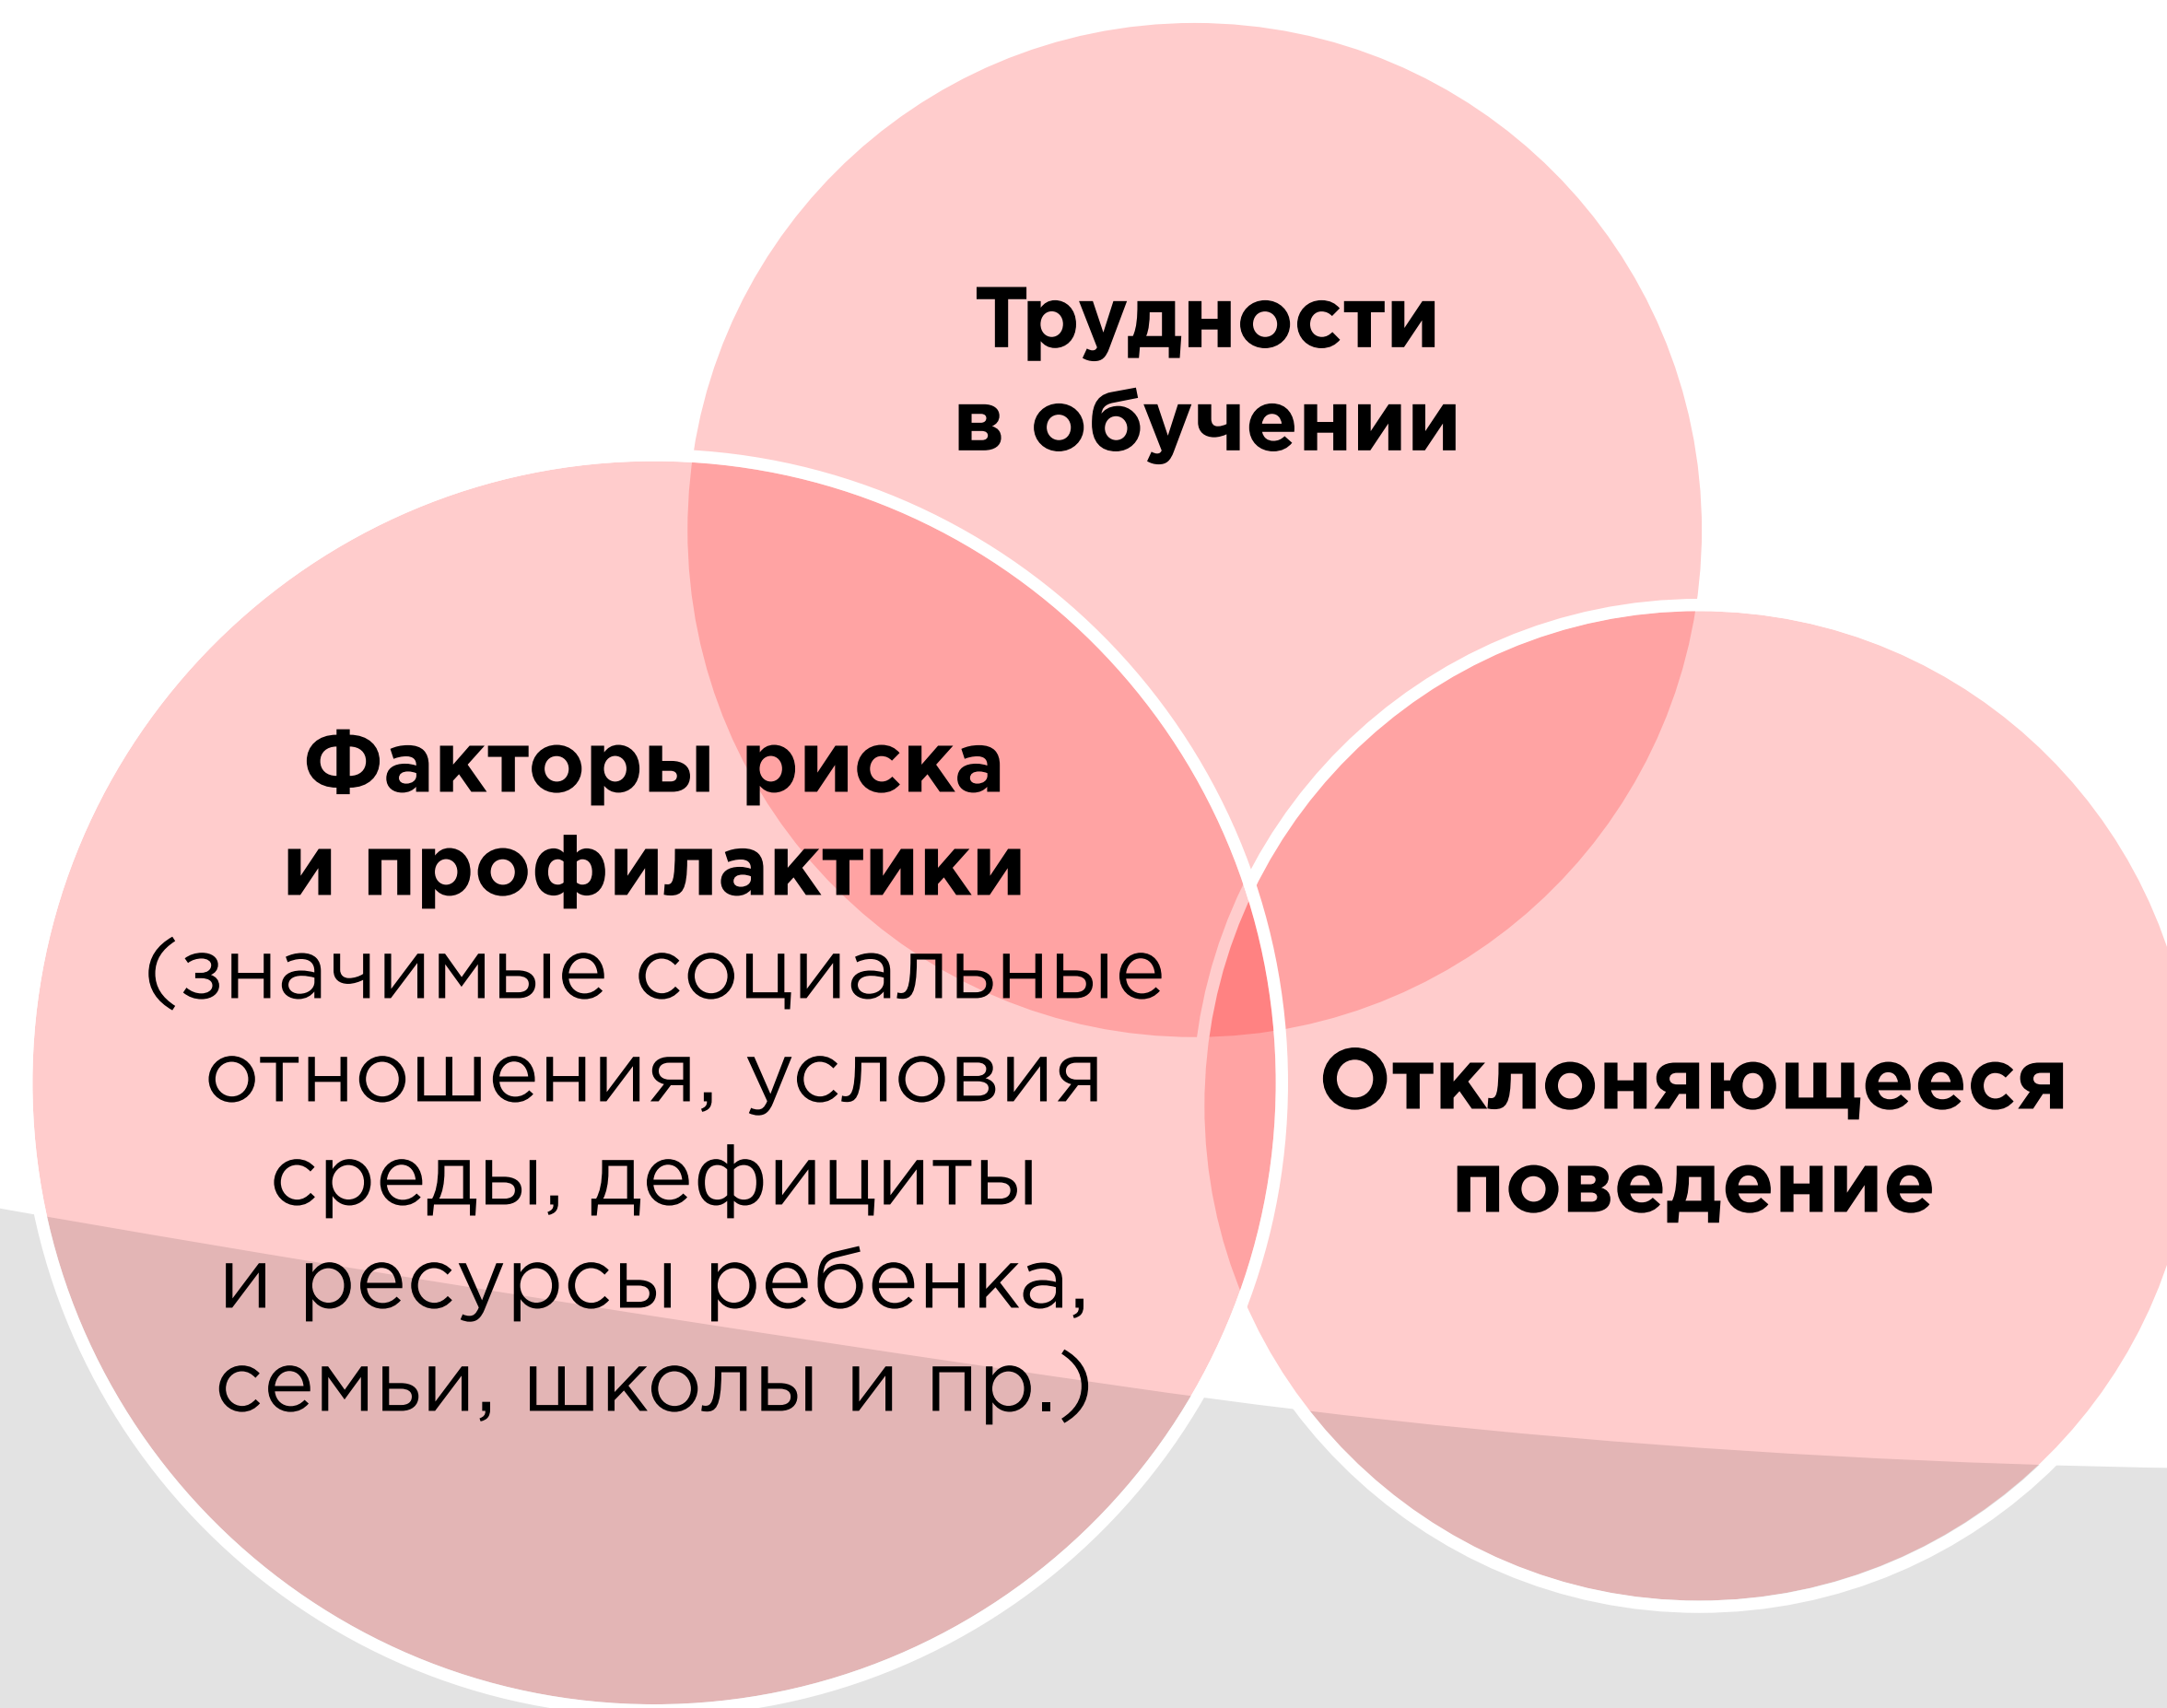 Трудности
в обучении
Факторы риска
и профилактики
(значимые социальные
отношения, условия
среды, дефициты
и ресурсы ребенка,
семьи, школы и пр.)
Отклоняющееся
поведение